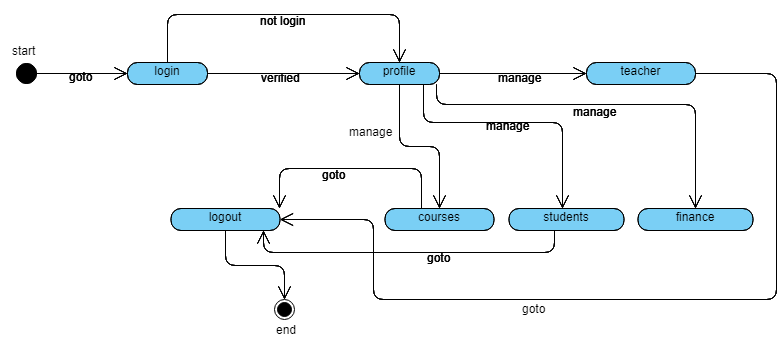 not login
start
goto
login
verified
profile
manage
teacher
manage
manage
manage
goto
logout
courses
students
finance
goto
goto
end